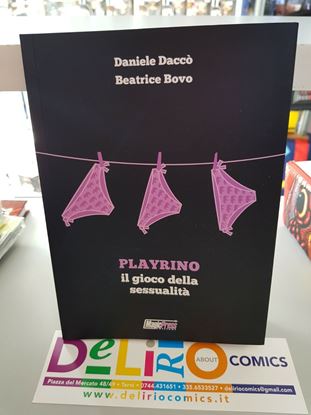 Daniele Daccò
Beatrice Bovo
PLAYRINO
il gioco della
sessualità
MagicPress
DeLiRIO ABOUT COMICS
Piazza del Mercato 48/49 • Terni • 0744.431651 • 335.6533527 • deliriocomics@gmail.com
www.deliriocomics.it